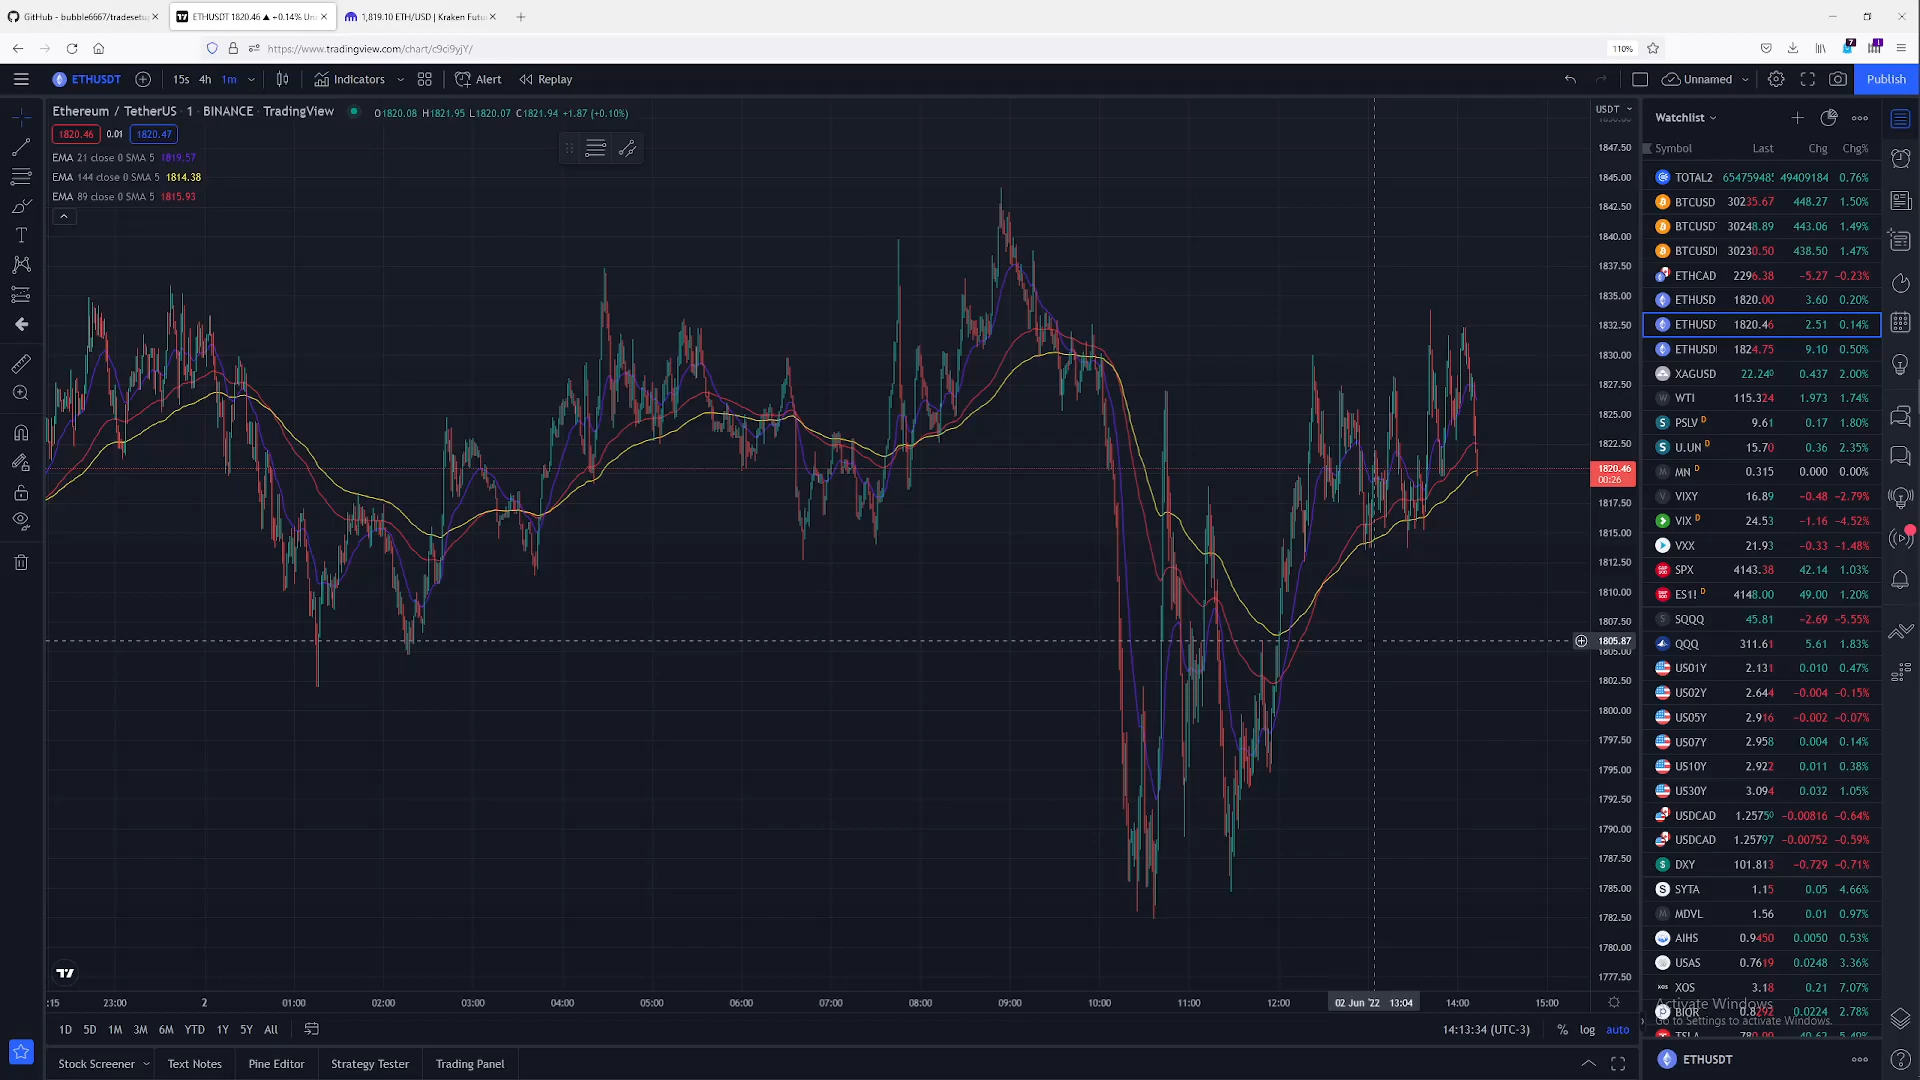 GitHub - bubble6667/tradesetu
ETHUSDT 1820.46 ▲ +0.14% Un
1,819.10 ETH/USD | Kraken Futu
https://www.tradingview.com/chart/c9ci9yjY/
110%
ETHUSDT 15s 4h 1m Indicators Alert Replay Unnamed Publish
Ethereum / TetherUS · 1 · BINANCE · TradingView O1820.08 H1821.95 L1820.07 C1821.94 +1.87 (+0.10%)
1820.46 0.01 1820.47
EMA 21 close 0 SMA 5 1819.57
EMA 144 close 0 SMA 5 1814.38
EMA 89 close 0 SMA 5 1815.93
USDT
1847.50
1845.00
1842.50
1840.00
1837.50
1835.00
1832.50
1830.00
1827.50
1825.00
1822.50
1820.46
00:26
1817.50
1815.00
1812.50
1810.00
1807.50
1805.87
1805.00
1802.50
1800.00
1797.50
1795.00
1792.50
1790.00
1787.50
1785.00
1782.50
1780.00
1777.50
:15 23:00 2 01:00 02:00 03:00 04:00 05:00 06:00 07:00 08:00 09:00 10:00 11:00 12:00 02 Jun '22 13:04 14:00 15:00
1D 5D 1M 3M 6M YTD 1Y 5Y All 14:13:34 (UTC-3) % log auto
Stock Screener Text Notes Pine Editor Strategy Tester Trading Panel
Watchlist
Symbol Last Chg Chg%
TOTAL2 654759485 49409184 0.76%
BTCUSD 30235.67 448.27 1.50%
BTCUSD 30248.89 443.06 1.49%
BTCUSD 30230.50 438.50 1.47%
ETHCAD 2296.38 −5.27 −0.23%
ETHUSD 1820.00 3.60 0.20%
ETHUSD 1820.46 2.51 0.14%
ETHUSD 1824.75 9.10 0.50%
XAGUSD 22.240 0.437 2.00%
WTI 115.324 1.973 1.74%
PSLV D 9.61 0.17 1.80%
U.UN D 15.70 0.36 2.35%
MN D 0.315 0.000 0.00%
VIXY 16.89 −0.48 −2.79%
VIX D 24.53 −1.16 −4.52%
VXX 21.93 −0.33 −1.48%
SPX 4143.38 42.14 1.03%
ES1! D 4148.00 49.00 1.20%
SQQQ 45.81 −2.69 −5.55%
QQQ 311.61 5.61 1.83%
US01Y 2.131 0.010 0.47%
US02Y 2.644 −0.004 −0.15%
US05Y 2.916 −0.002 −0.07%
US07Y 2.958 0.004 0.14%
US10Y 2.922 0.011 0.38%
US30Y 3.094 0.032 1.05%
USDCAD 1.25750 −0.00816 −0.64%
USDCAD 1.25797 −0.00752 −0.59%
DXY 101.813 −0.729 −0.71%
SYTA 1.15 0.05 4.66%
MDVL 1.56 0.01 0.97%
AIHS 0.9450 0.0050 0.53%
USAS 0.7619 0.0248 3.36%
XOS 3.18 0.21 7.07%
Activate Windows
BIOR 0.8292 0.0224 2.78%
Go to Settings to activate Windows.
TSLA 780.99 40.62 5.49%
ETHUSDT